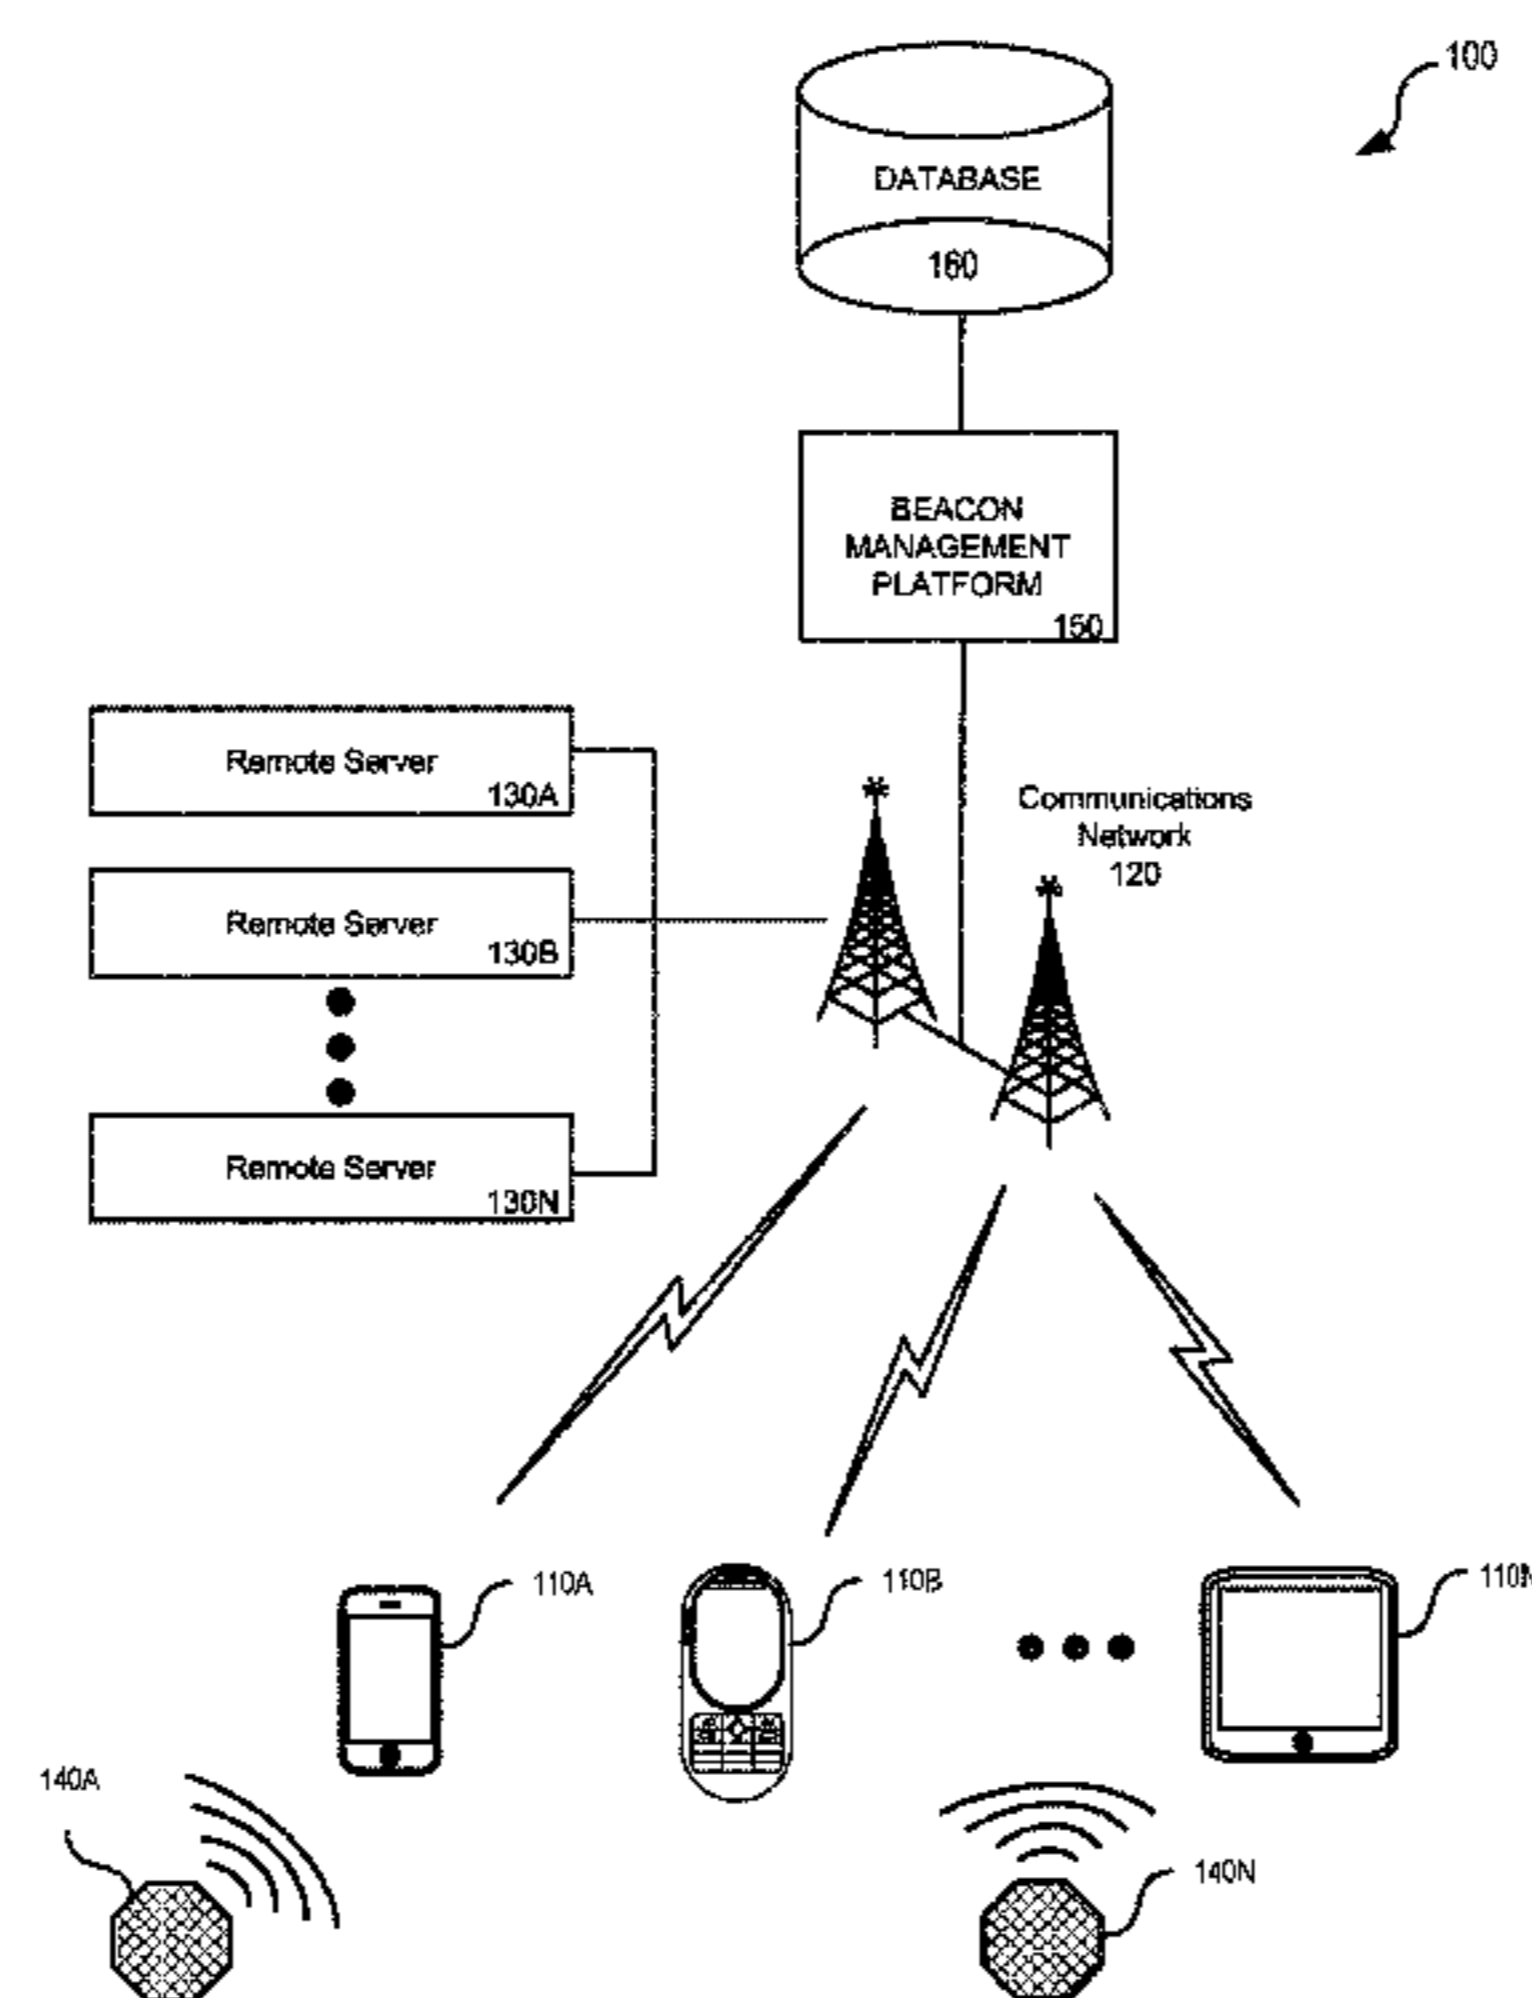 100
DATABASE
160
BEACON
MANAGEMENT
PLATFORM
150
Remote Server
130A
Communications
Network
120
Remote Server
130B
Remote Server
130N
110A
110B
110N
140A
140N